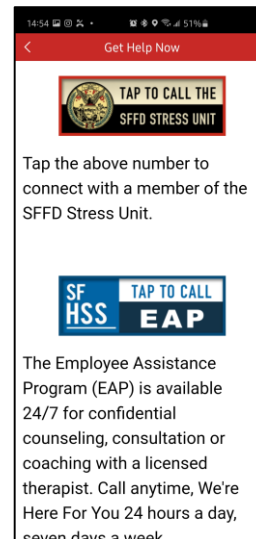 14:54 51%
Get Help Now
TAP TO CALL THE
SFFD STRESS UNIT
Tap the above number to
connect with a member of the
SFFD Stress Unit.
SF
HSS
TAP TO CALL
EAP
The Employee Assistance
Program (EAP) is available
24/7 for confidential
counseling, consultation or
coaching with a licensed
therapist. Call anytime, We're
Here For You 24 hours a day,
seven days a week